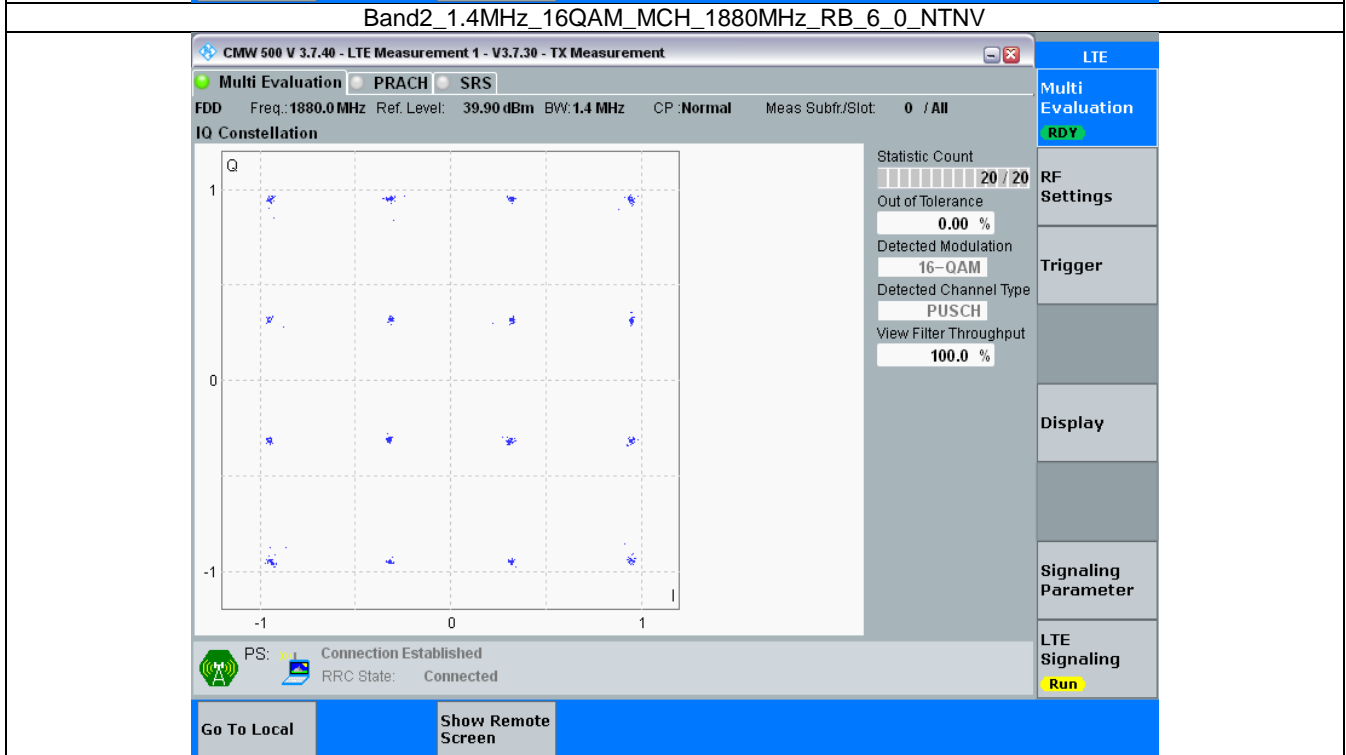 Band2_1.4MHz_16QAM_MCH_1880MHz_RB_6_0_NTNV
CMW 500 V 3.7.40 - LTE Measurement 1 - V3.7.30 - TX Measurement
LTE
Multi Evaluation PRACH SRS
Multi
Evaluation
RDY
FDD Freq.: 1880.0 MHz Ref. Level: 39.90 dBm BW: 1.4 MHz CP : Normal Meas Subfr./Slot: 0 / All
IQ Constellation
Q
1
0
-1
I
-1 0 1
Statistic Count
20 / 20
Out of Tolerance
0.00 %
Detected Modulation
16-QAM
Detected Channel Type
PUSCH
View Filter Throughput
100.0 %
RF
Settings
Trigger
Display
Signaling
Parameter
LTE
Signaling
Run
PS: Connection Established
RRC State: Connected
Go To Local
Show Remote
Screen